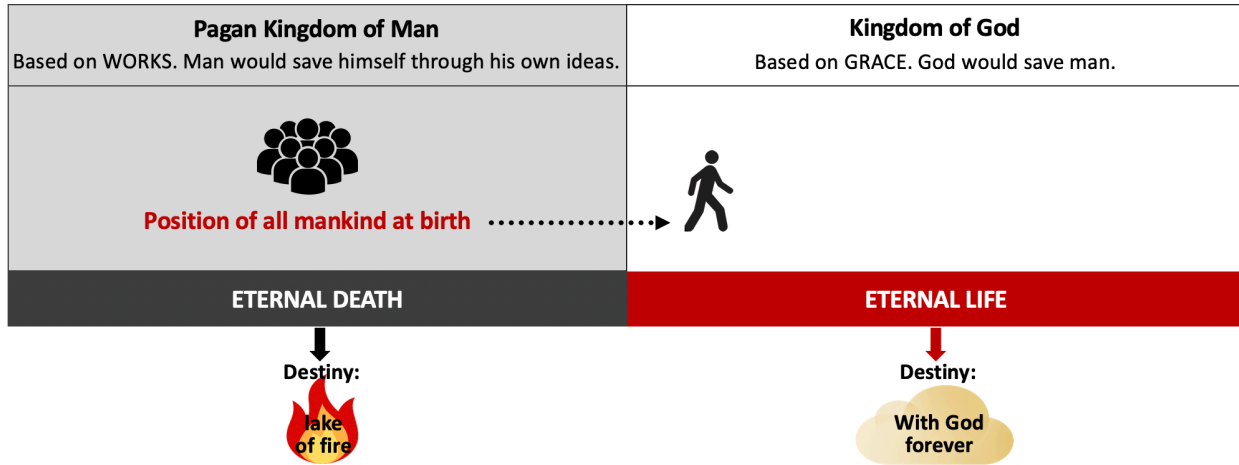 Pagan Kingdom of Man
Based on WORKS. Man would save himself through his own ideas.
Kingdom of God
Based on GRACE. God would save man.
Position of all mankind at birth
ETERNAL DEATH
ETERNAL LIFE
Destiny:
lake
of fire
Destiny:
With God
forever